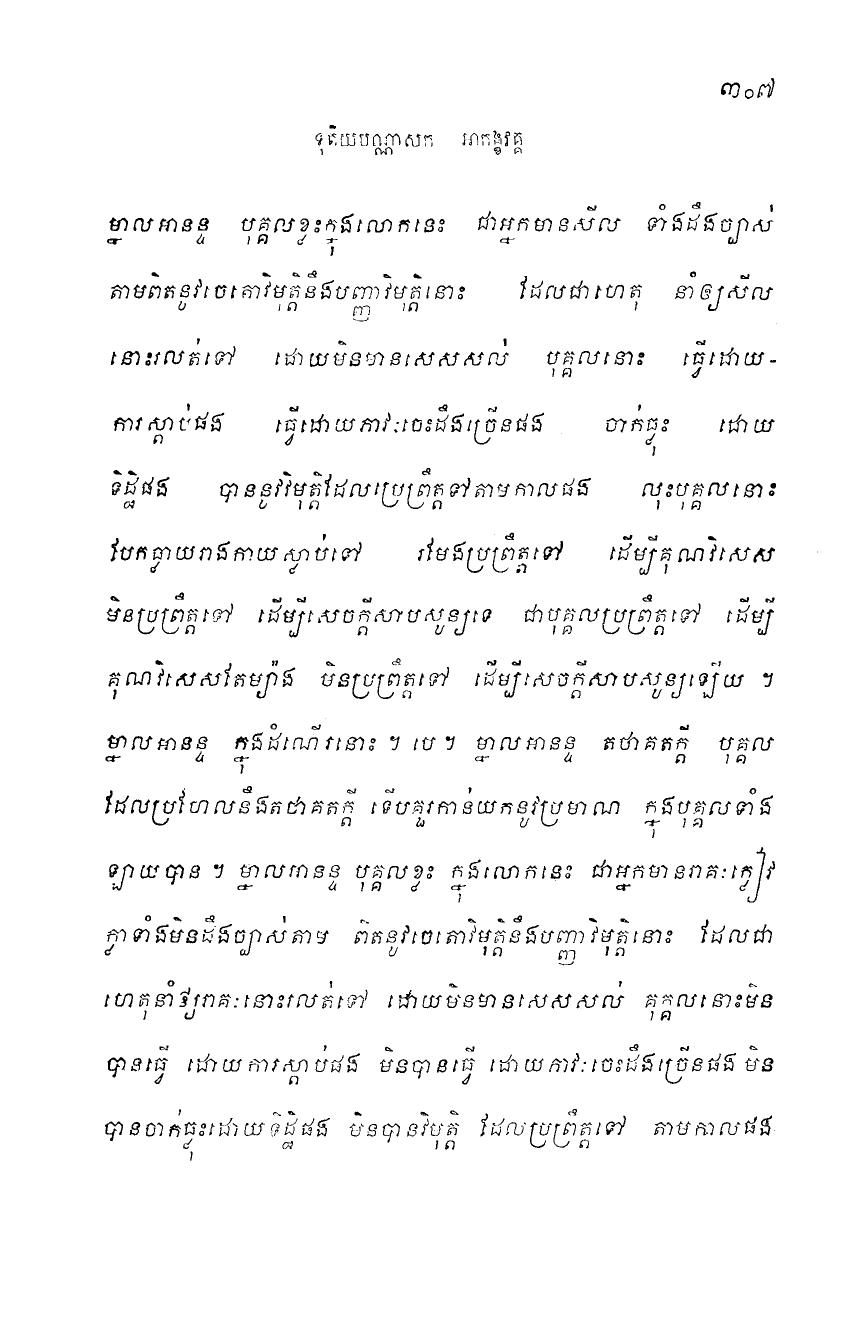 ៣០៧
ទុតិយបណ្ណាសក អាកង្ខវគ្គ
ម្នាលអានន្ទ បុគ្គលខ្លះក្នុងលោកនេះ ជាអ្នកមានសីល ទាំងដឹងច្បាស់
តាមពិតនូវចេតោវិមុត្តិនឹងបញ្ញាវិមុត្តិនោះ ដែលជាហេតុ នាំឲ្យសីល
នោះរលត់ទៅ ដោយមិនមានសេសសល់ បុគ្គលនោះ ធ្វើដោយ-
ការស្តាប់ផង ធ្វើដោយភាវៈចេះដឹងច្រើនផង ចាក់ធ្លុះ ដោយ
ទិដ្ឋិផង បាននូវវិមុត្តិដែលប្រព្រឹត្តទៅតាមកាលផង លុះបុគ្គលនោះ
បែកធ្លាយរាងកាយស្លាប់ទៅ រមែងប្រព្រឹត្តទៅ ដើម្បីគុណវិសេស
មិនប្រព្រឹត្តទៅ ដើម្បីសេចក្តីសាបសូន្យទេ ជាបុគ្គលប្រព្រឹត្តទៅ ដើម្បី
គុណវិសេសតែម្យ៉ាង មិនប្រព្រឹត្តទៅ ដើម្បីសេចក្តីសាបសូន្យឡើយ ។
ម្នាលអានន្ទ ក្នុងដំណើរនោះ ។ បេ ។ ម្នាលអានន្ទ តថាគតក្តី បុគ្គល
ដែលប្រហែលនឹងតថាគតក្តី ទើបគួរកាន់យកនូវប្រមាណ ក្នុងបុគ្គលទាំង
ឡាយបាន ។ ម្នាលអានន្ទ បុគ្គលខ្លះ ក្នុងលោកនេះ ជាអ្នកមានរាគៈក្លៀវ
ក្លាទាំងមិនដឹងច្បាស់តាម ពិតនូវចេតោវិមុត្តិនឹងបញ្ញាវិមុត្តិនោះ ដែលជា
ហេតុនាំឪ្យរាគៈនោះរលត់ទៅ ដោយមិនមានសេសសល់ គុគ្គលនោះមិន
បានធ្វើ ដោយការស្តាប់ផង មិនបានធ្វើ ដោយភាវៈចេះដឹងច្រើនផង មិន
បានចាក់ធ្លុះដោយទិដ្ឋិផង មិនបានវិមុត្តិ ដែលប្រព្រឹត្តទៅ តាមកាលផង